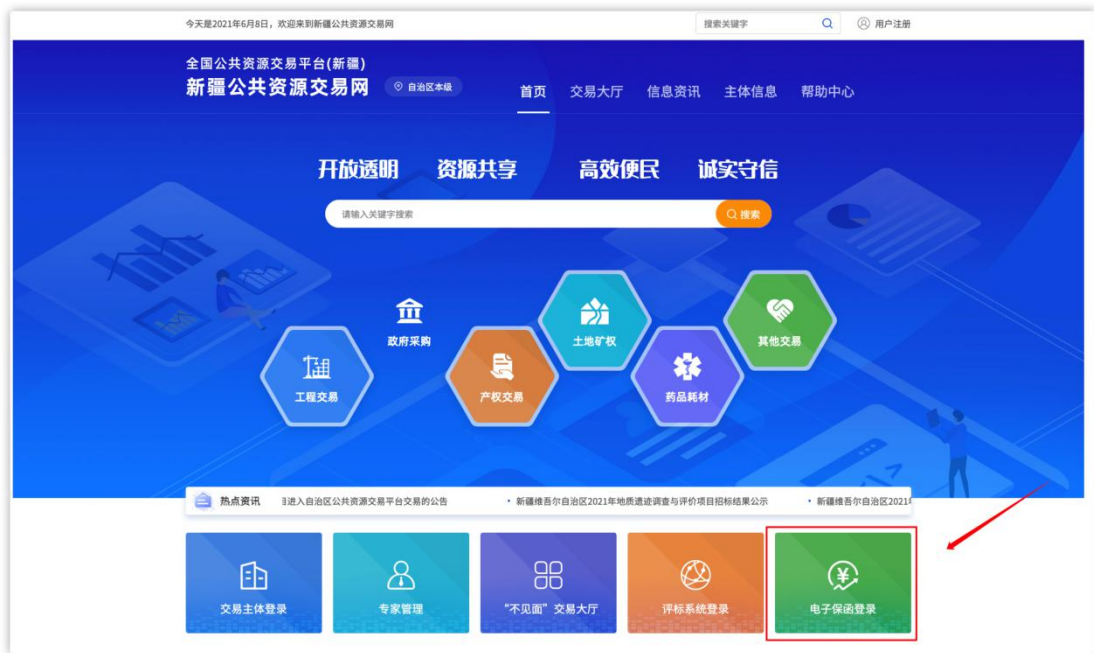 今天是2021年6月8日，欢迎来到新疆公共资源交易网
搜索关键字
用户注册
全国公共资源交易平台(新疆)
新疆公共资源交易网
自治区本级
首页 交易大厅 信息资讯 主体信息 帮助中心
开放透明 资源共享 高效便民 诚实守信
请输入关键字搜索
搜索
政府采购
土地矿权
其他交易
工程交易
产权交易
药品耗材
热点资讯
进入自治区公共资源交易平台交易的公告
• 新疆维吾尔自治区2021年地质遗迹调查与评价项目招标结果公示
• 新疆维吾尔自治区2021
交易主体登录
专家管理
“不见面”交易大厅
评标系统登录
电子保函登录